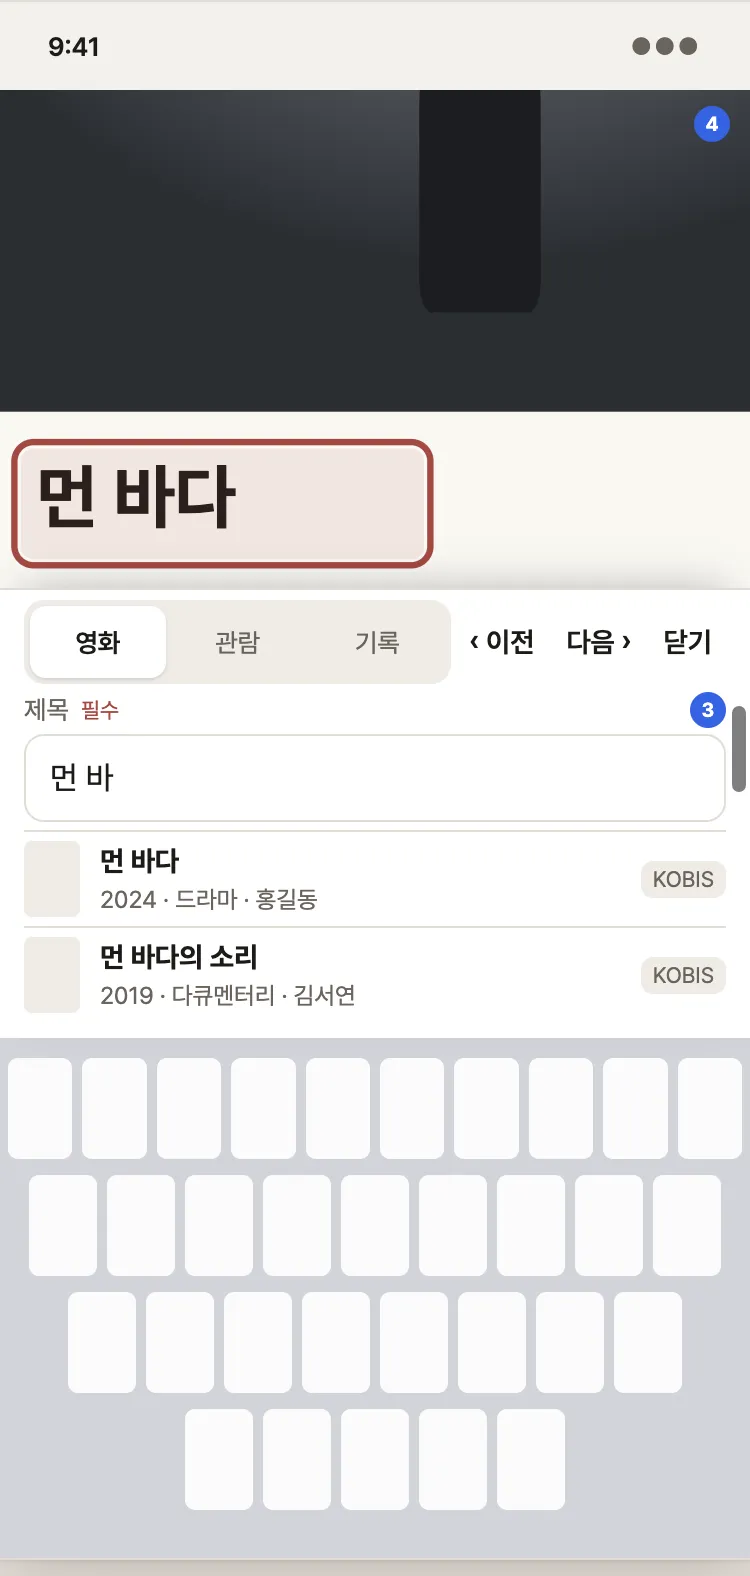 9:41
4
먼 바다
영화 관람 기록 ‹ 이전 다음 › 닫기
제목 필수 3
먼 바
먼 바다
2024 · 드라마 · 홍길동 KOBIS
먼 바다의 소리
2019 · 다큐멘터리 · 김서연 KOBIS